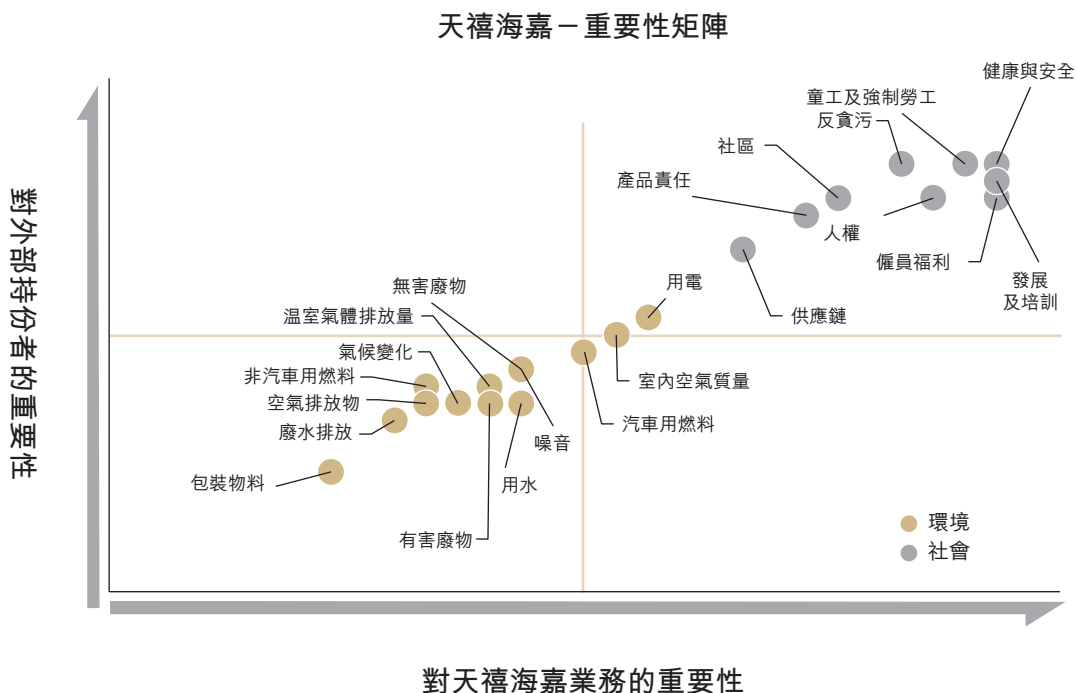 天禧海嘉－重要性矩陣
健康與安全
童工及強制勞工
反貪污
社區
產品責任
人權
僱員福利
發展
及培訓
供應鏈
用電
無害廢物
温室氣體排放量
氣候變化
非汽車用燃料
空氣排放物
廢水排放
包裝物料
室內空氣質量
汽車用燃料
噪音
用水
有害廢物
環境
社會
對外部持份者的重要性
對天禧海嘉業務的重要性